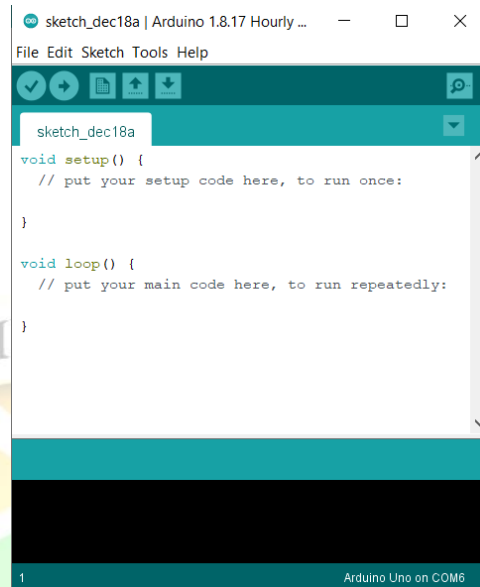 sketch_dec18a | Arduino 1.8.17 Hourly ...
File Edit Sketch Tools Help
sketch_dec18a
void setup() {
  // put your setup code here, to run once:
}
void loop() {
  // put your main code here, to run repeatedly:
}
1
Arduino Uno on COM6